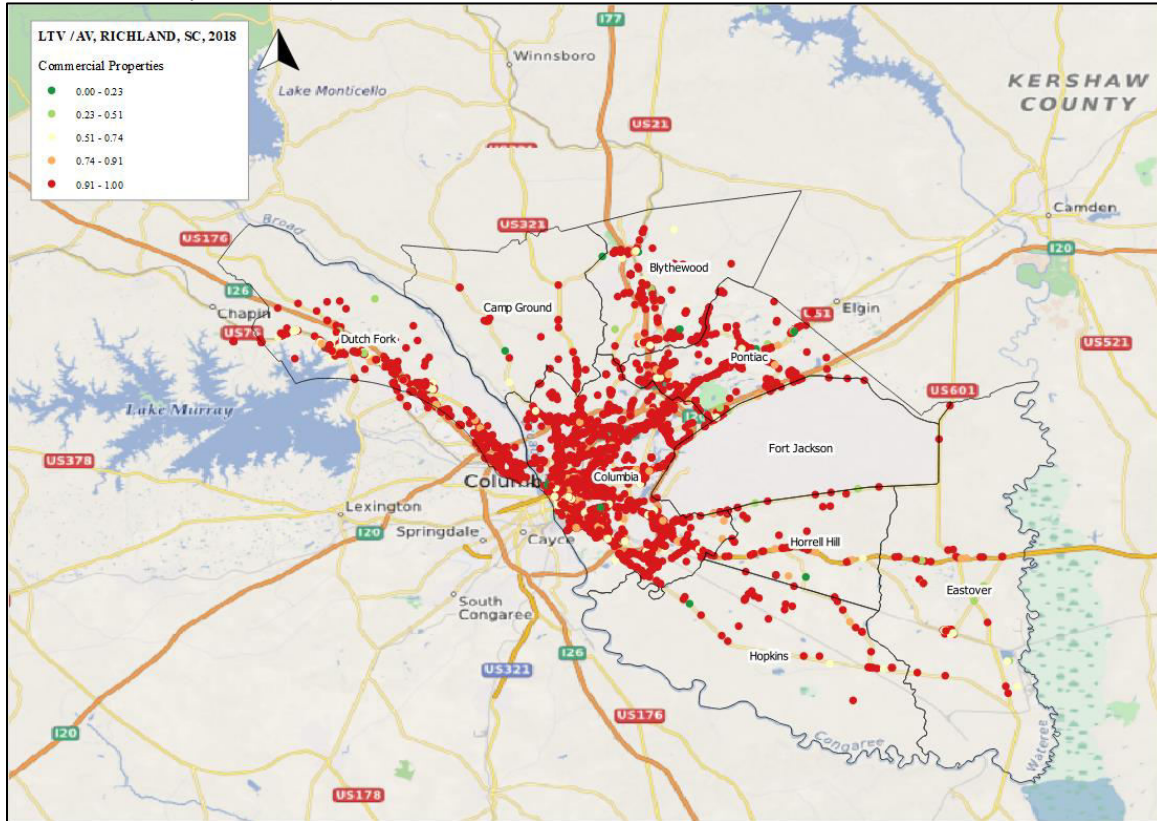 LTV / AV, RICHLAND, SC, 2018
Commercial Properties
0.00 - 0.23
0.23 - 0.51
0.51 - 0.74
0.74 - 0.91
0.91 - 1.00
I77
Winnsboro
Lake Monticello
US21
KERSHAW
COUNTY
Camden
US176
Broad
US321
I20
I26
Blythewood
Chapin
Camp Ground
Elgin
US76
Dutch Fork
Pontiac
US521
US601
Lake Murray
I20
US378
Fort Jackson
Columbia
Lexington
I20
Springdale
Cayce
Horrell Hill
Eastover
South
Congaree
Hopkins
I26
US321
US176
Congaree
Wateree
I20
US178